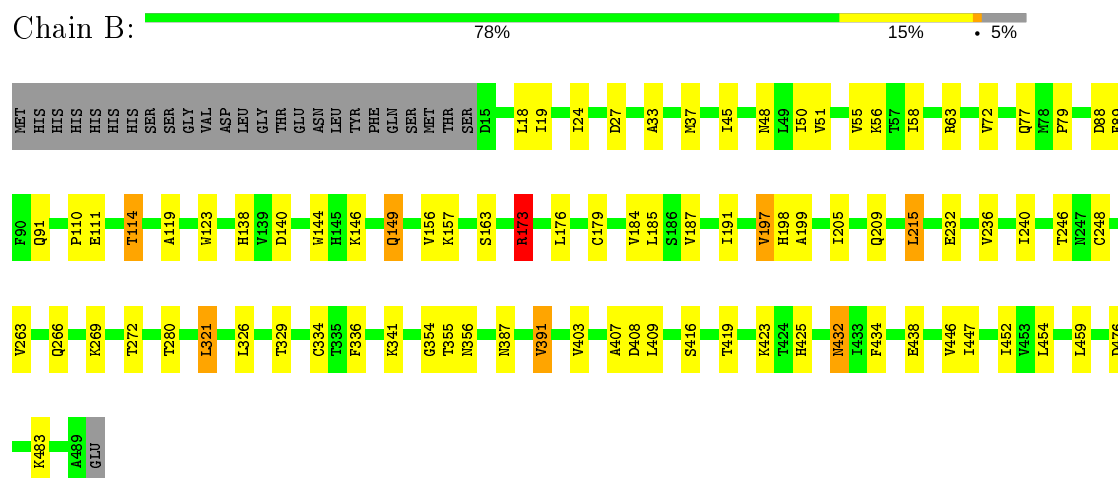 Chain B:
78% 15% • 5%
MET HIS HIS HIS HIS HIS HIS SER SER GLY VAL ASP LEU GLY THR GLU ASN LEU TYR PHE GLN SER MET THR SER D15 L18 I19 I24 D27 A33 M37 I45 N48 L49 I50 V51 V55 K56 T57 I58 R63 V72 Q77 M78 P79 D88
F90 Q91 P110 E111 T114 A119 W123 H138 V139 D140 W144 H145 K146 Q149 V156 K157 S163 R173 L176 C179 V184 L185 S186 V187 I191 V197 H198 A199 I205 Q209 L215 E232 V236 I240 T246 N247 C248
V263 Q266 K269 T272 T280 L321 L326 T329 C334 T335 F336 K341 G354 T355 N356 N387 V391 V403 A407 D408 L409 S416 T419 K423 T424 H425 N432 I433 F434 E438 V446 I447 I452 V453 L454 L459
K483 A489 GLU